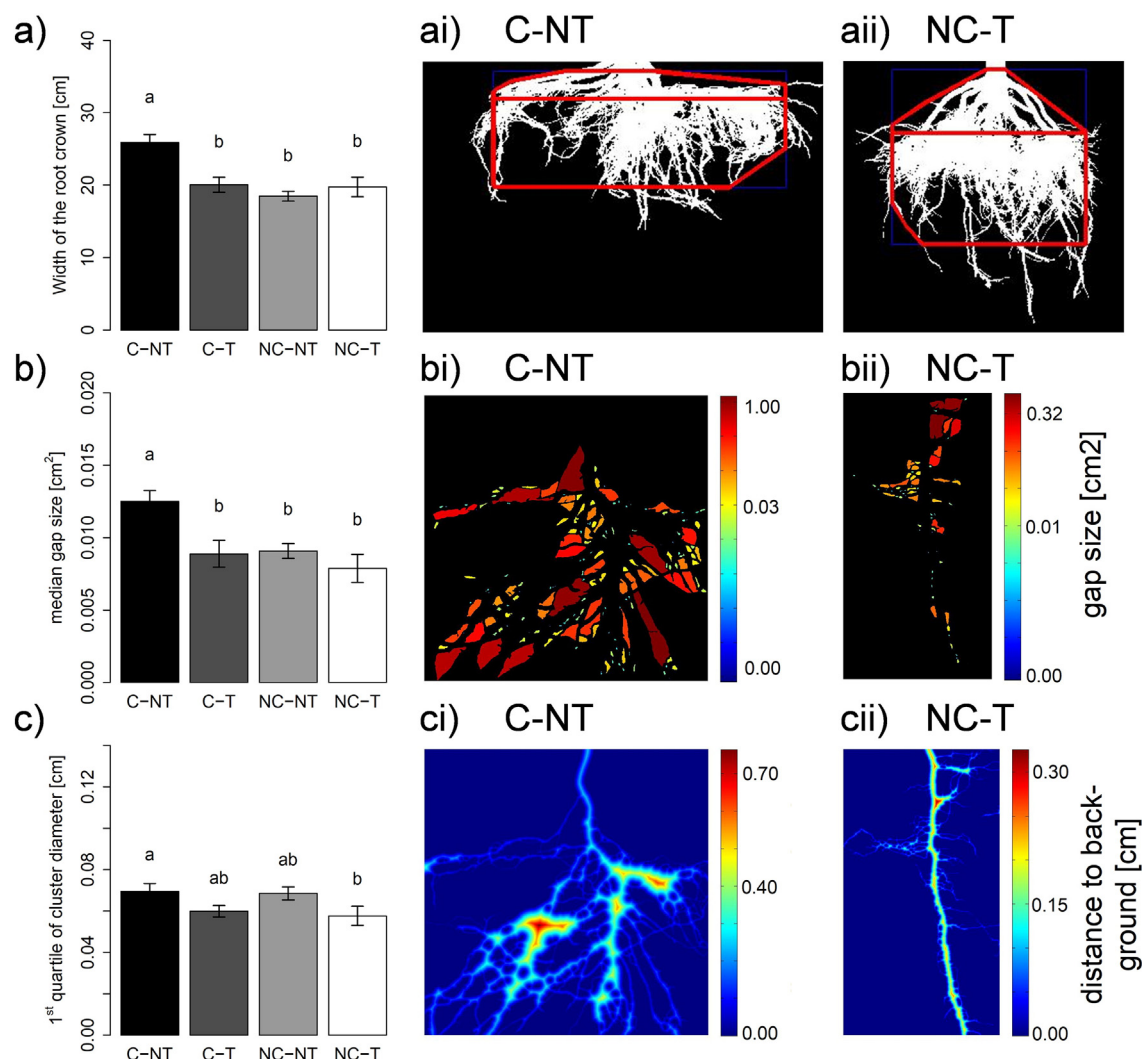 a)
40
30
20
10
0
Width of the root crown [cm]
a
b
b
b
C-NT
C-T
NC-NT
NC-T
ai) C-NT
aii) NC-T
b)
0.020
0.015
0.010
0.005
0.000
median gap size [cm²]
a
b
b
b
C-NT
C-T
NC-NT
NC-T
bi) C-NT
1.00
0.03
0.00
bii) NC-T
0.32
0.01
0.00
gap size [cm2]
c)
0.12
0.08
0.04
0.00
1st quartile of cluster diameter [cm]
a
ab
ab
b
C-NT
C-T
NC-NT
NC-T
ci) C-NT
0.70
0.40
0.00
cii) NC-T
0.30
0.15
0.00
distance to back-
ground [cm]